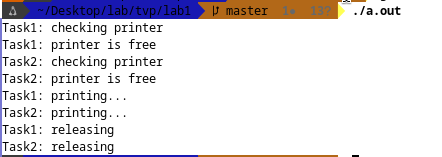 ~/Desktop/lab/tvp/lab1 master 1● 13? ./a.out
Task1: checking printer
Task1: printer is free
Task2: checking printer
Task2: printer is free
Task1: printing...
Task2: printing...
Task1: releasing
Task2: releasing